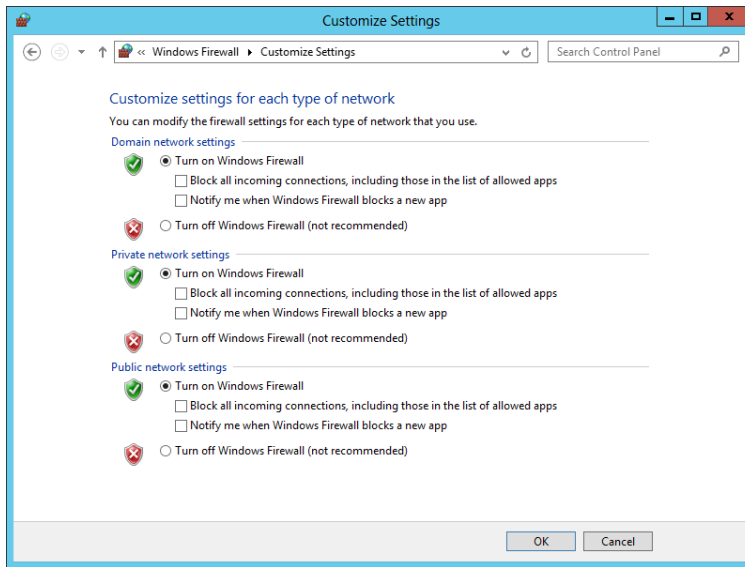 Customize Settings
« Windows Firewall ▸ Customize Settings
Search Control Panel
Customize settings for each type of network
You can modify the firewall settings for each type of network that you use.
Domain network settings
Turn on Windows Firewall
Block all incoming connections, including those in the list of allowed apps
Notify me when Windows Firewall blocks a new app
Turn off Windows Firewall (not recommended)
Private network settings
Turn on Windows Firewall
Block all incoming connections, including those in the list of allowed apps
Notify me when Windows Firewall blocks a new app
Turn off Windows Firewall (not recommended)
Public network settings
Turn on Windows Firewall
Block all incoming connections, including those in the list of allowed apps
Notify me when Windows Firewall blocks a new app
Turn off Windows Firewall (not recommended)
OK Cancel